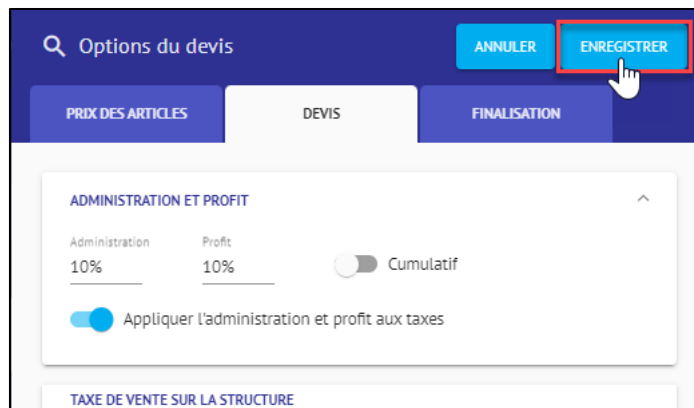 Options du devis
ANNULER
ENREGISTRER
PRIX DES ARTICLES
DEVIS
FINALISATION
ADMINISTRATION ET PROFIT
Administration
Profit
10%
10%
Cumulatif
Appliquer l'administration et profit aux taxes
TAXE DE VENTE SUR LA STRUCTURE